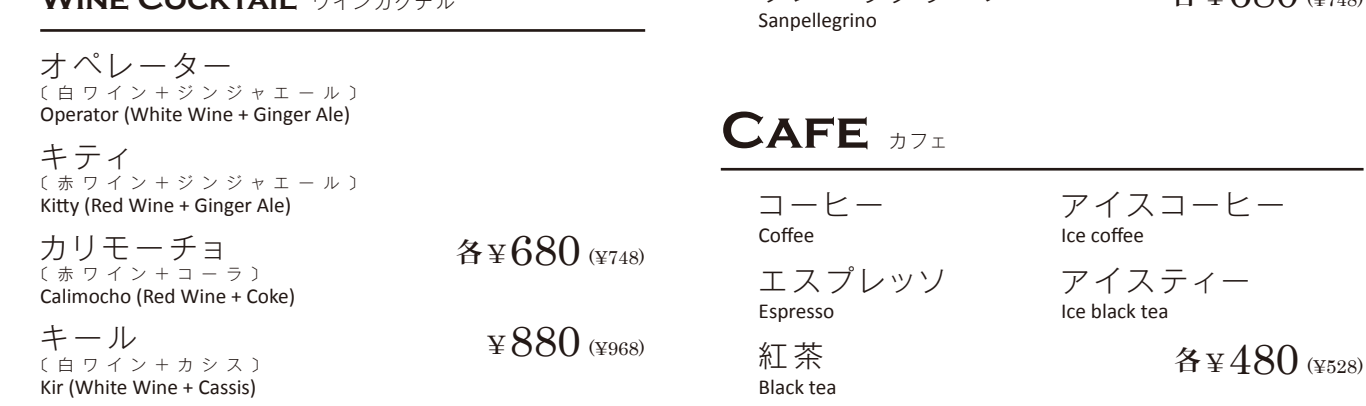 WINE COCKTAIL ワインカクテル
オペレーター
〔白ワイン＋ジンジャエール〕
Operator (White Wine + Ginger Ale)
キティ
〔赤ワイン＋ジンジャエール〕
Kitty (Red Wine + Ginger Ale)
カリモーチョ 各¥680 (¥748)
〔赤ワイン＋コーラ〕
Calimocho (Red Wine + Coke)
キール ¥880 (¥968)
〔白ワイン＋カシス〕
Kir (White Wine + Cassis)
各¥680 (¥748)
Sanpellegrino
CAFE カフェ
コーヒー アイスコーヒー
Coffee Ice coffee
エスプレッソ アイスティー
Espresso Ice black tea
紅茶 各¥480 (¥528)
Black tea